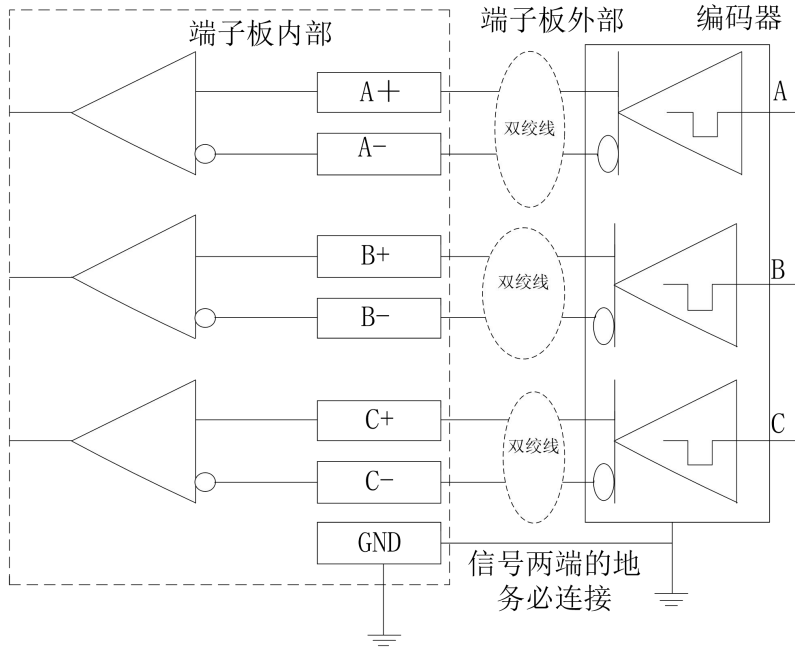 端子板内部
端子板外部
编码器
A+
双绞线
A
A-
B+
双绞线
B
B-
C+
双绞线
C
C-
GND
信号两端的地
务必连接